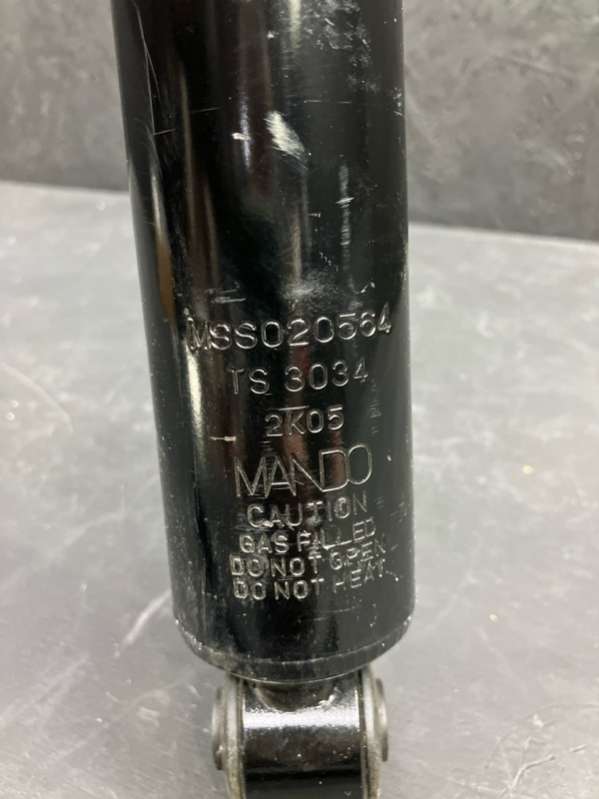 MSS020564
TS 3034
2K05
MANDO
CAUTION
GAS FILLED
DO NOT OPEN
DO NOT HEAT